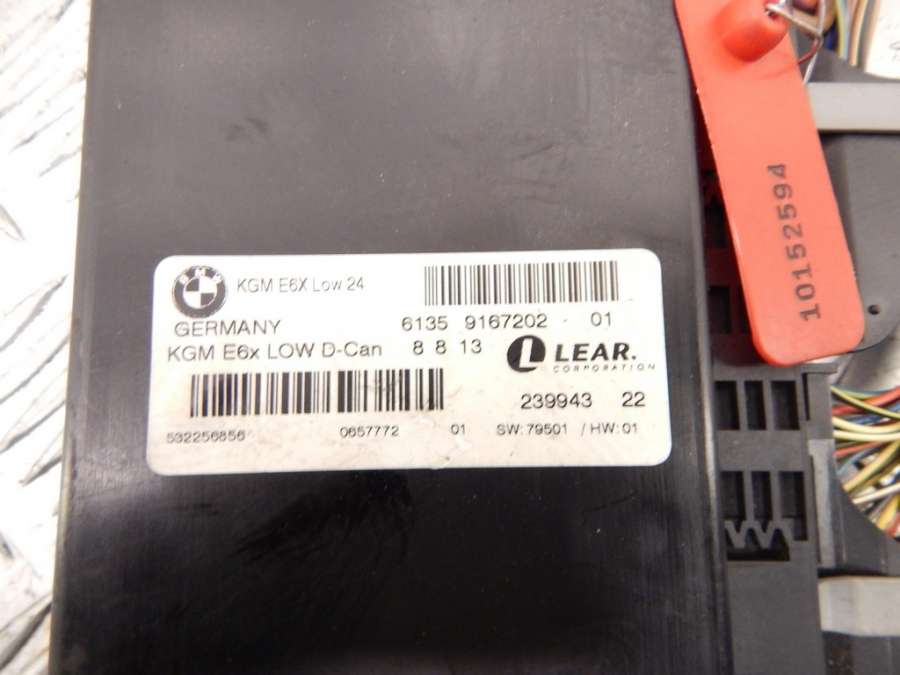 10152594
BMW
KGM E6X Low 24
GERMANY 6135 9167202 - 01
KGM E6x LOW D-Can 8 8 13 LEAR.
CORPORATION
239943 22
532256856 0657772 01 SW: 79501 / HW: 01